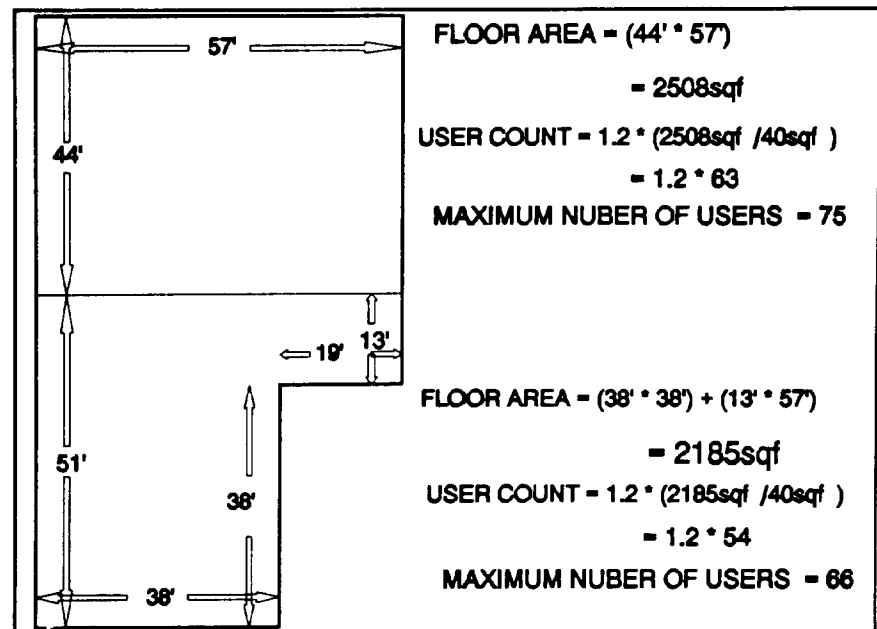 57'
FLOOR AREA = (44' * 57')
= 2508sqf
44'
USER COUNT = 1.2 * (2508sqf /40sqf )
= 1.2 * 63
MAXIMUM NUBER OF USERS = 75
19'
13'
FLOOR AREA = (38' * 38') + (13' * 57')
= 2185sqf
51'
38'
USER COUNT = 1.2 * (2185sqf /40sqf )
= 1.2 * 54
38'
MAXIMUM NUBER OF USERS = 66